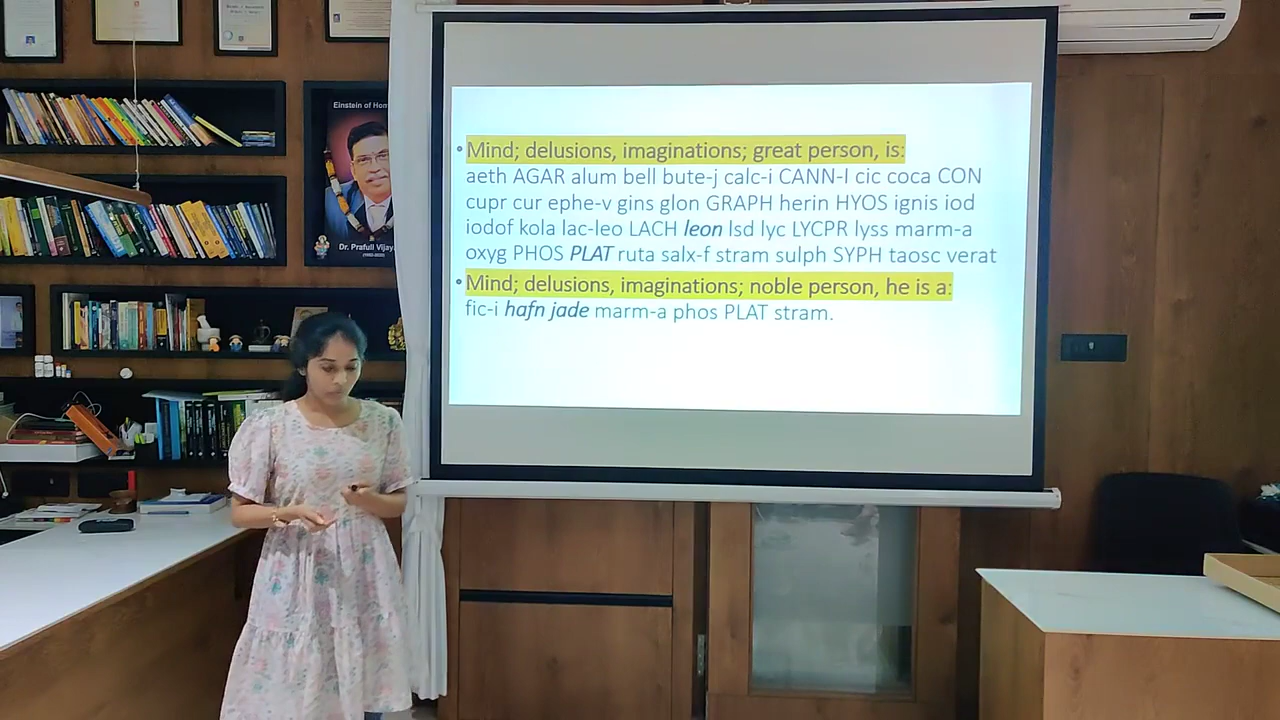 Einstein of Hom
Dr. Prafull Vijay
• Mind; delusions, imaginations; great person, is:
aeth AGAR alum bell bute-j calc-i CANN-I cic coca CON
cupr cur ephe-v gins glon GRAPH herin HYOS ignis iod
iodof kola lac-leo LACH leon lsd lyc LYCPR lyss marm-a
oxyg PHOS PLAT ruta salx-f stram sulph SYPH taosc verat
• Mind; delusions, imaginations; noble person, he is a:
fic-i hafn jade marm-a phos PLAT stram.